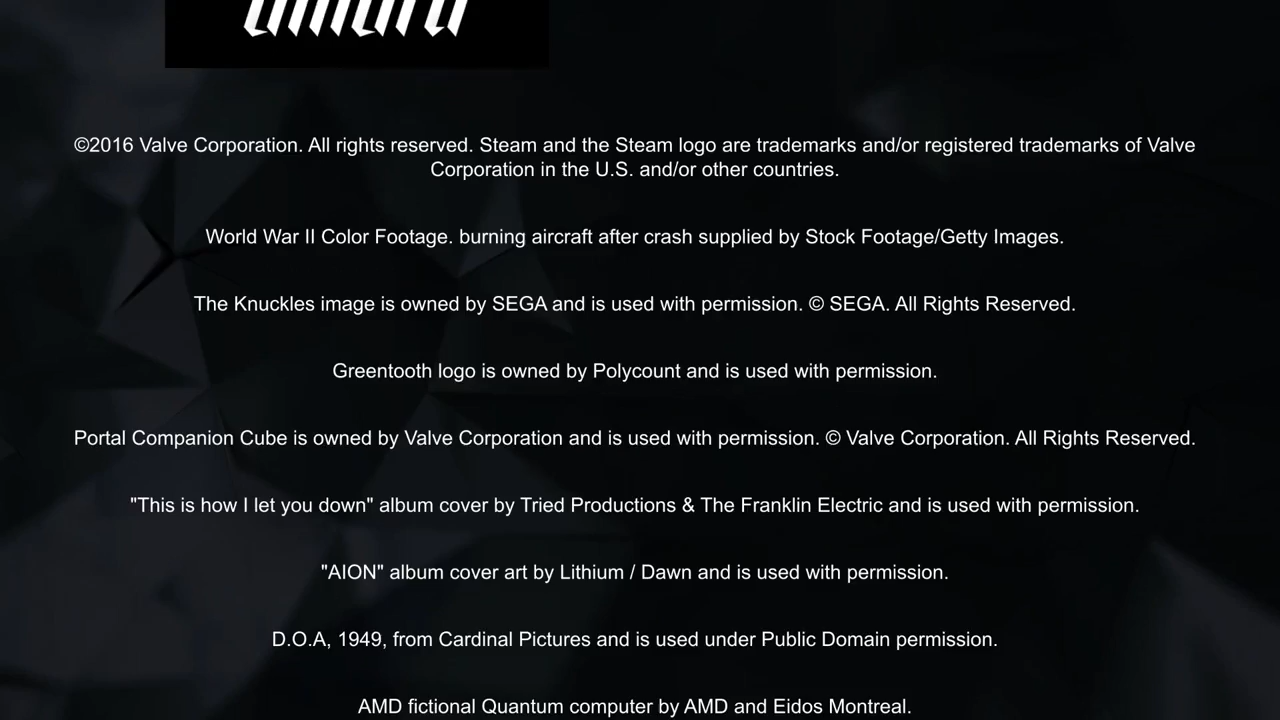 ©2016 Valve Corporation. All rights reserved. Steam and the Steam logo are trademarks and/or registered trademarks of Valve
Corporation in the U.S. and/or other countries.
World War II Color Footage. burning aircraft after crash supplied by Stock Footage/Getty Images.
The Knuckles image is owned by SEGA and is used with permission. © SEGA. All Rights Reserved.
Greentooth logo is owned by Polycount and is used with permission.
Portal Companion Cube is owned by Valve Corporation and is used with permission. © Valve Corporation. All Rights Reserved.
"This is how I let you down" album cover by Tried Productions & The Franklin Electric and is used with permission.
"AION" album cover art by Lithium / Dawn and is used with permission.
D.O.A, 1949, from Cardinal Pictures and is used under Public Domain permission.
AMD fictional Quantum computer by AMD and Eidos Montreal.